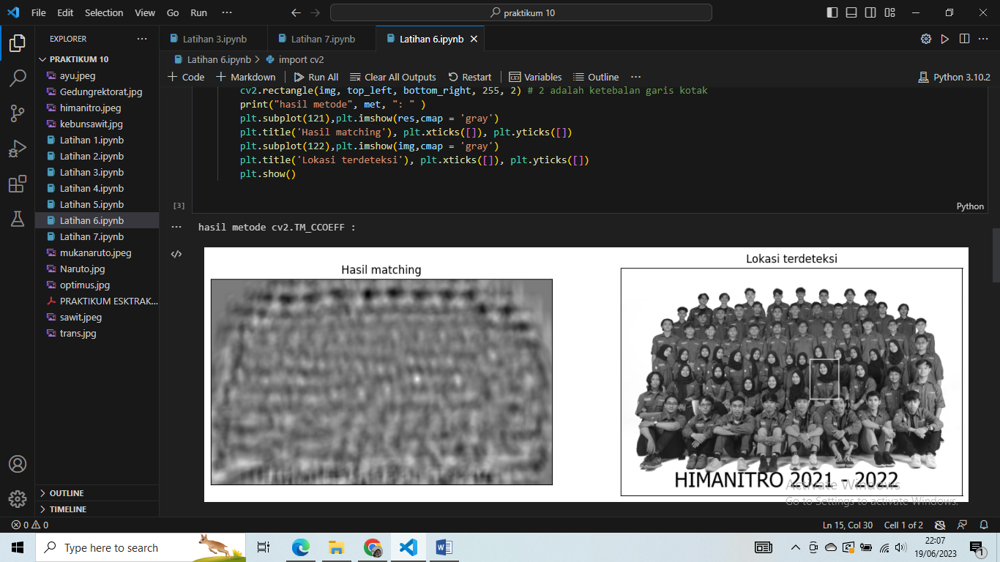 File Edit Selection View Go Run ···
praktikum 10
EXPLORER ···
PRAKTIKUM 10
ayu.jpeg
Gedungrektorat.jpg
himanitro.jpeg
kebunsawit.jpg
Latihan 1.ipynb
Latihan 2.ipynb
Latihan 3.ipynb
Latihan 4.ipynb
Latihan 5.ipynb
Latihan 6.ipynb
Latihan 7.ipynb
mukanaruto.jpeg
Naruto.jpg
optimus.jpg
PRAKTIKUM ESKTRAK...
sawit.jpeg
trans.jpg
OUTLINE
TIMELINE
Latihan 3.ipynb Latihan 7.ipynb Latihan 6.ipynb
Latihan 6.ipynb > import cv2
Code Markdown Run All Clear All Outputs Restart Variables Outline ··· Python 3.10.2
cv2.rectangle(img, top_left, bottom_right, 255, 2) # 2 adalah ketebalan garis kotak
print("hasil metode", met, ": " )
plt.subplot(121),plt.imshow(res,cmap = 'gray')
plt.title('Hasil matching'), plt.xticks([]), plt.yticks([])
plt.subplot(122),plt.imshow(img,cmap = 'gray')
plt.title('Lokasi terdeteksi'), plt.xticks([]), plt.yticks([])
plt.show()
[3] Python
hasil metode cv2.TM_CCOEFF :
Hasil matching
Lokasi terdeteksi
HIMANITRO 2021 - 2022
Activate Windows
Go to Settings to activate Windows.
0 0 Ln 15, Col 30 Cell 1 of 2
Type here to search
22:07
19/06/2023
1